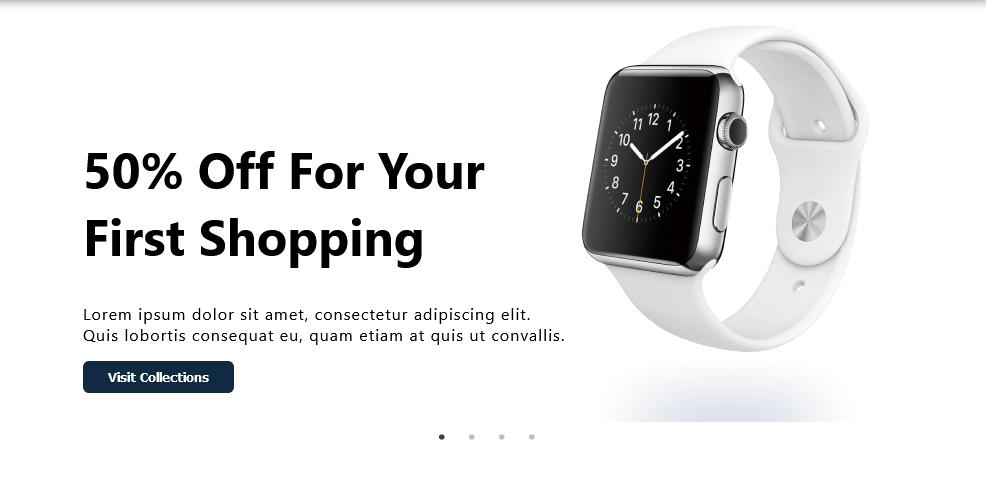 50% Off For Your
First Shopping
Lorem ipsum dolor sit amet, consectetur adipiscing elit.
Quis lobortis consequat eu, quam etiam at quis ut convallis.
Visit Collections
12
1
2
3
4
5
6
7
8
9
10
11